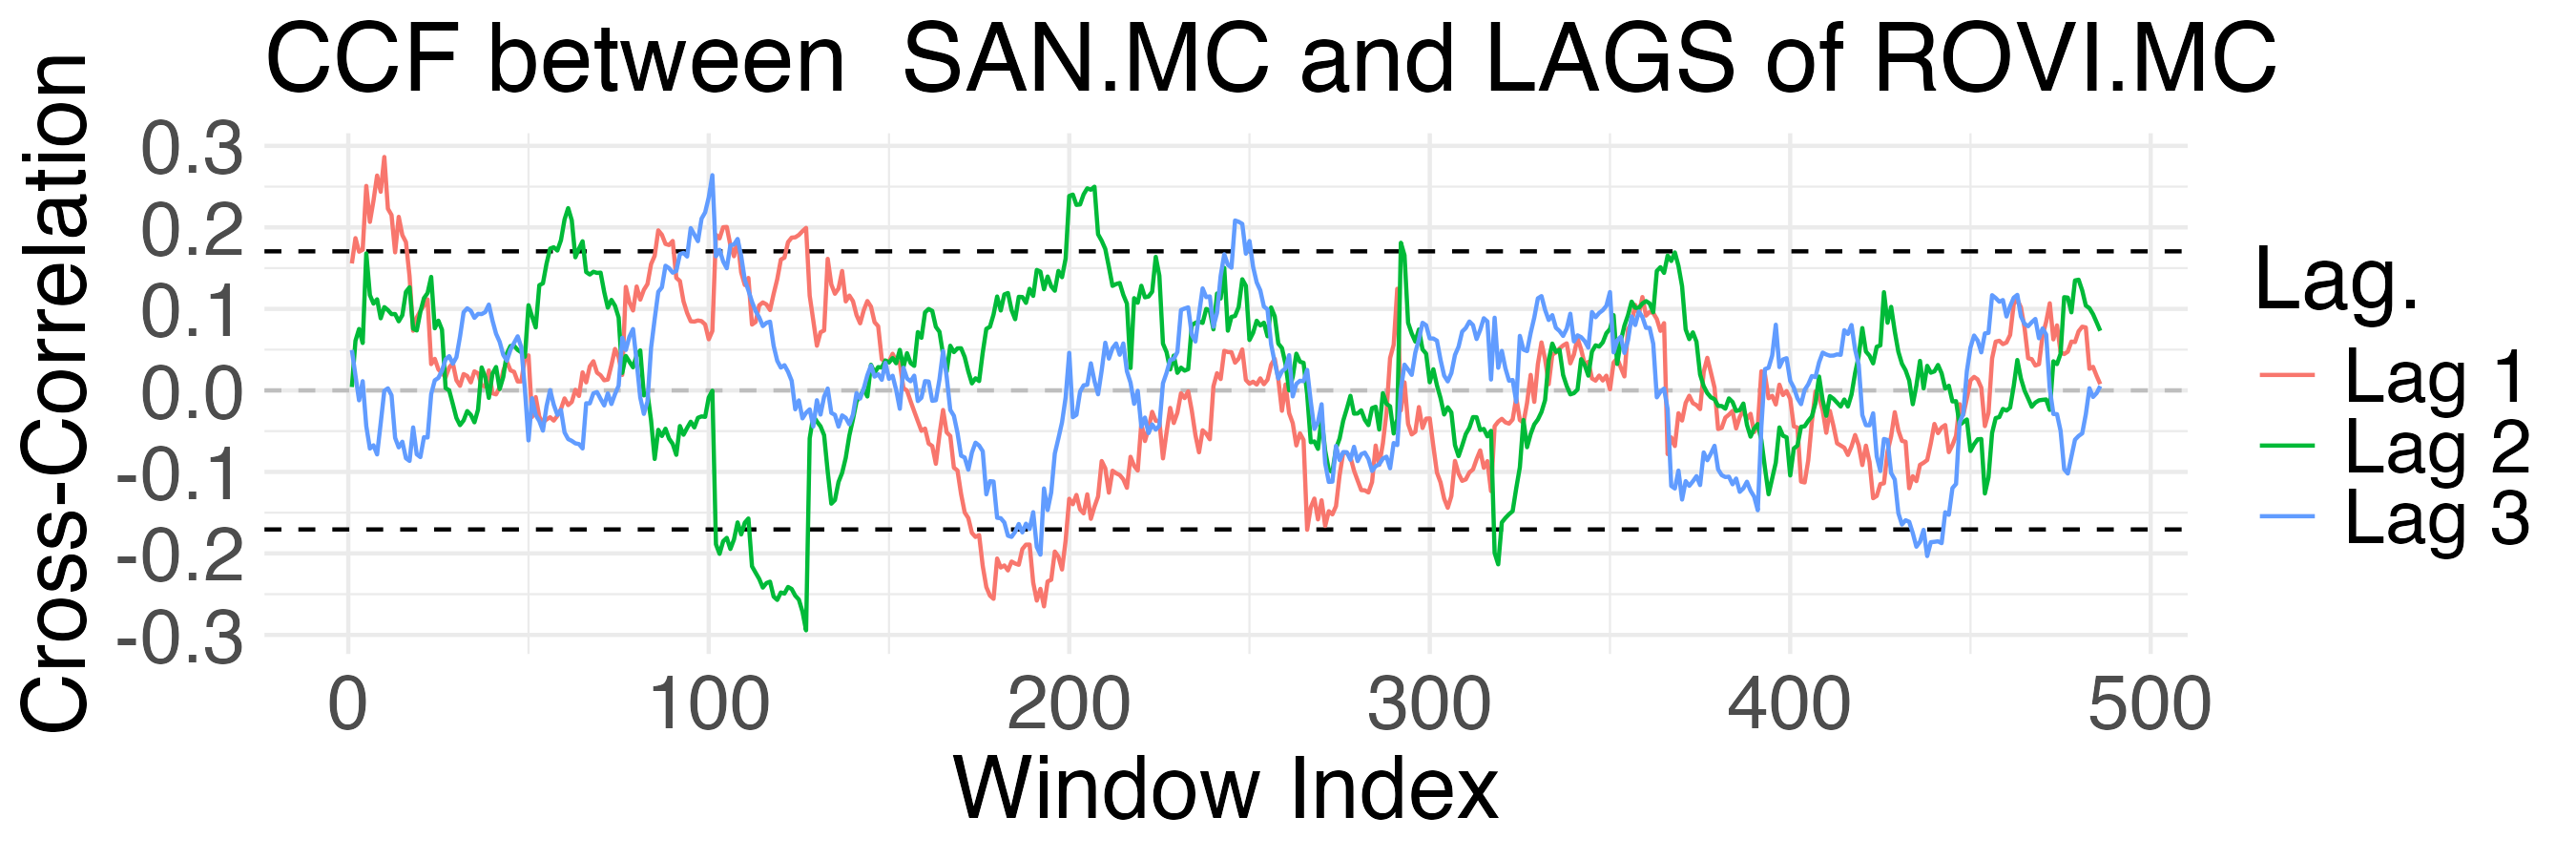 CCF between  SAN.MC and LAGS of ROVI.MC
Cross-Correlation
0.3
0.2
0.1
0.0
-0.1
-0.2
-0.3
0 100 200 300 400 500
Window Index
Lag.
Lag 1
Lag 2
Lag 3